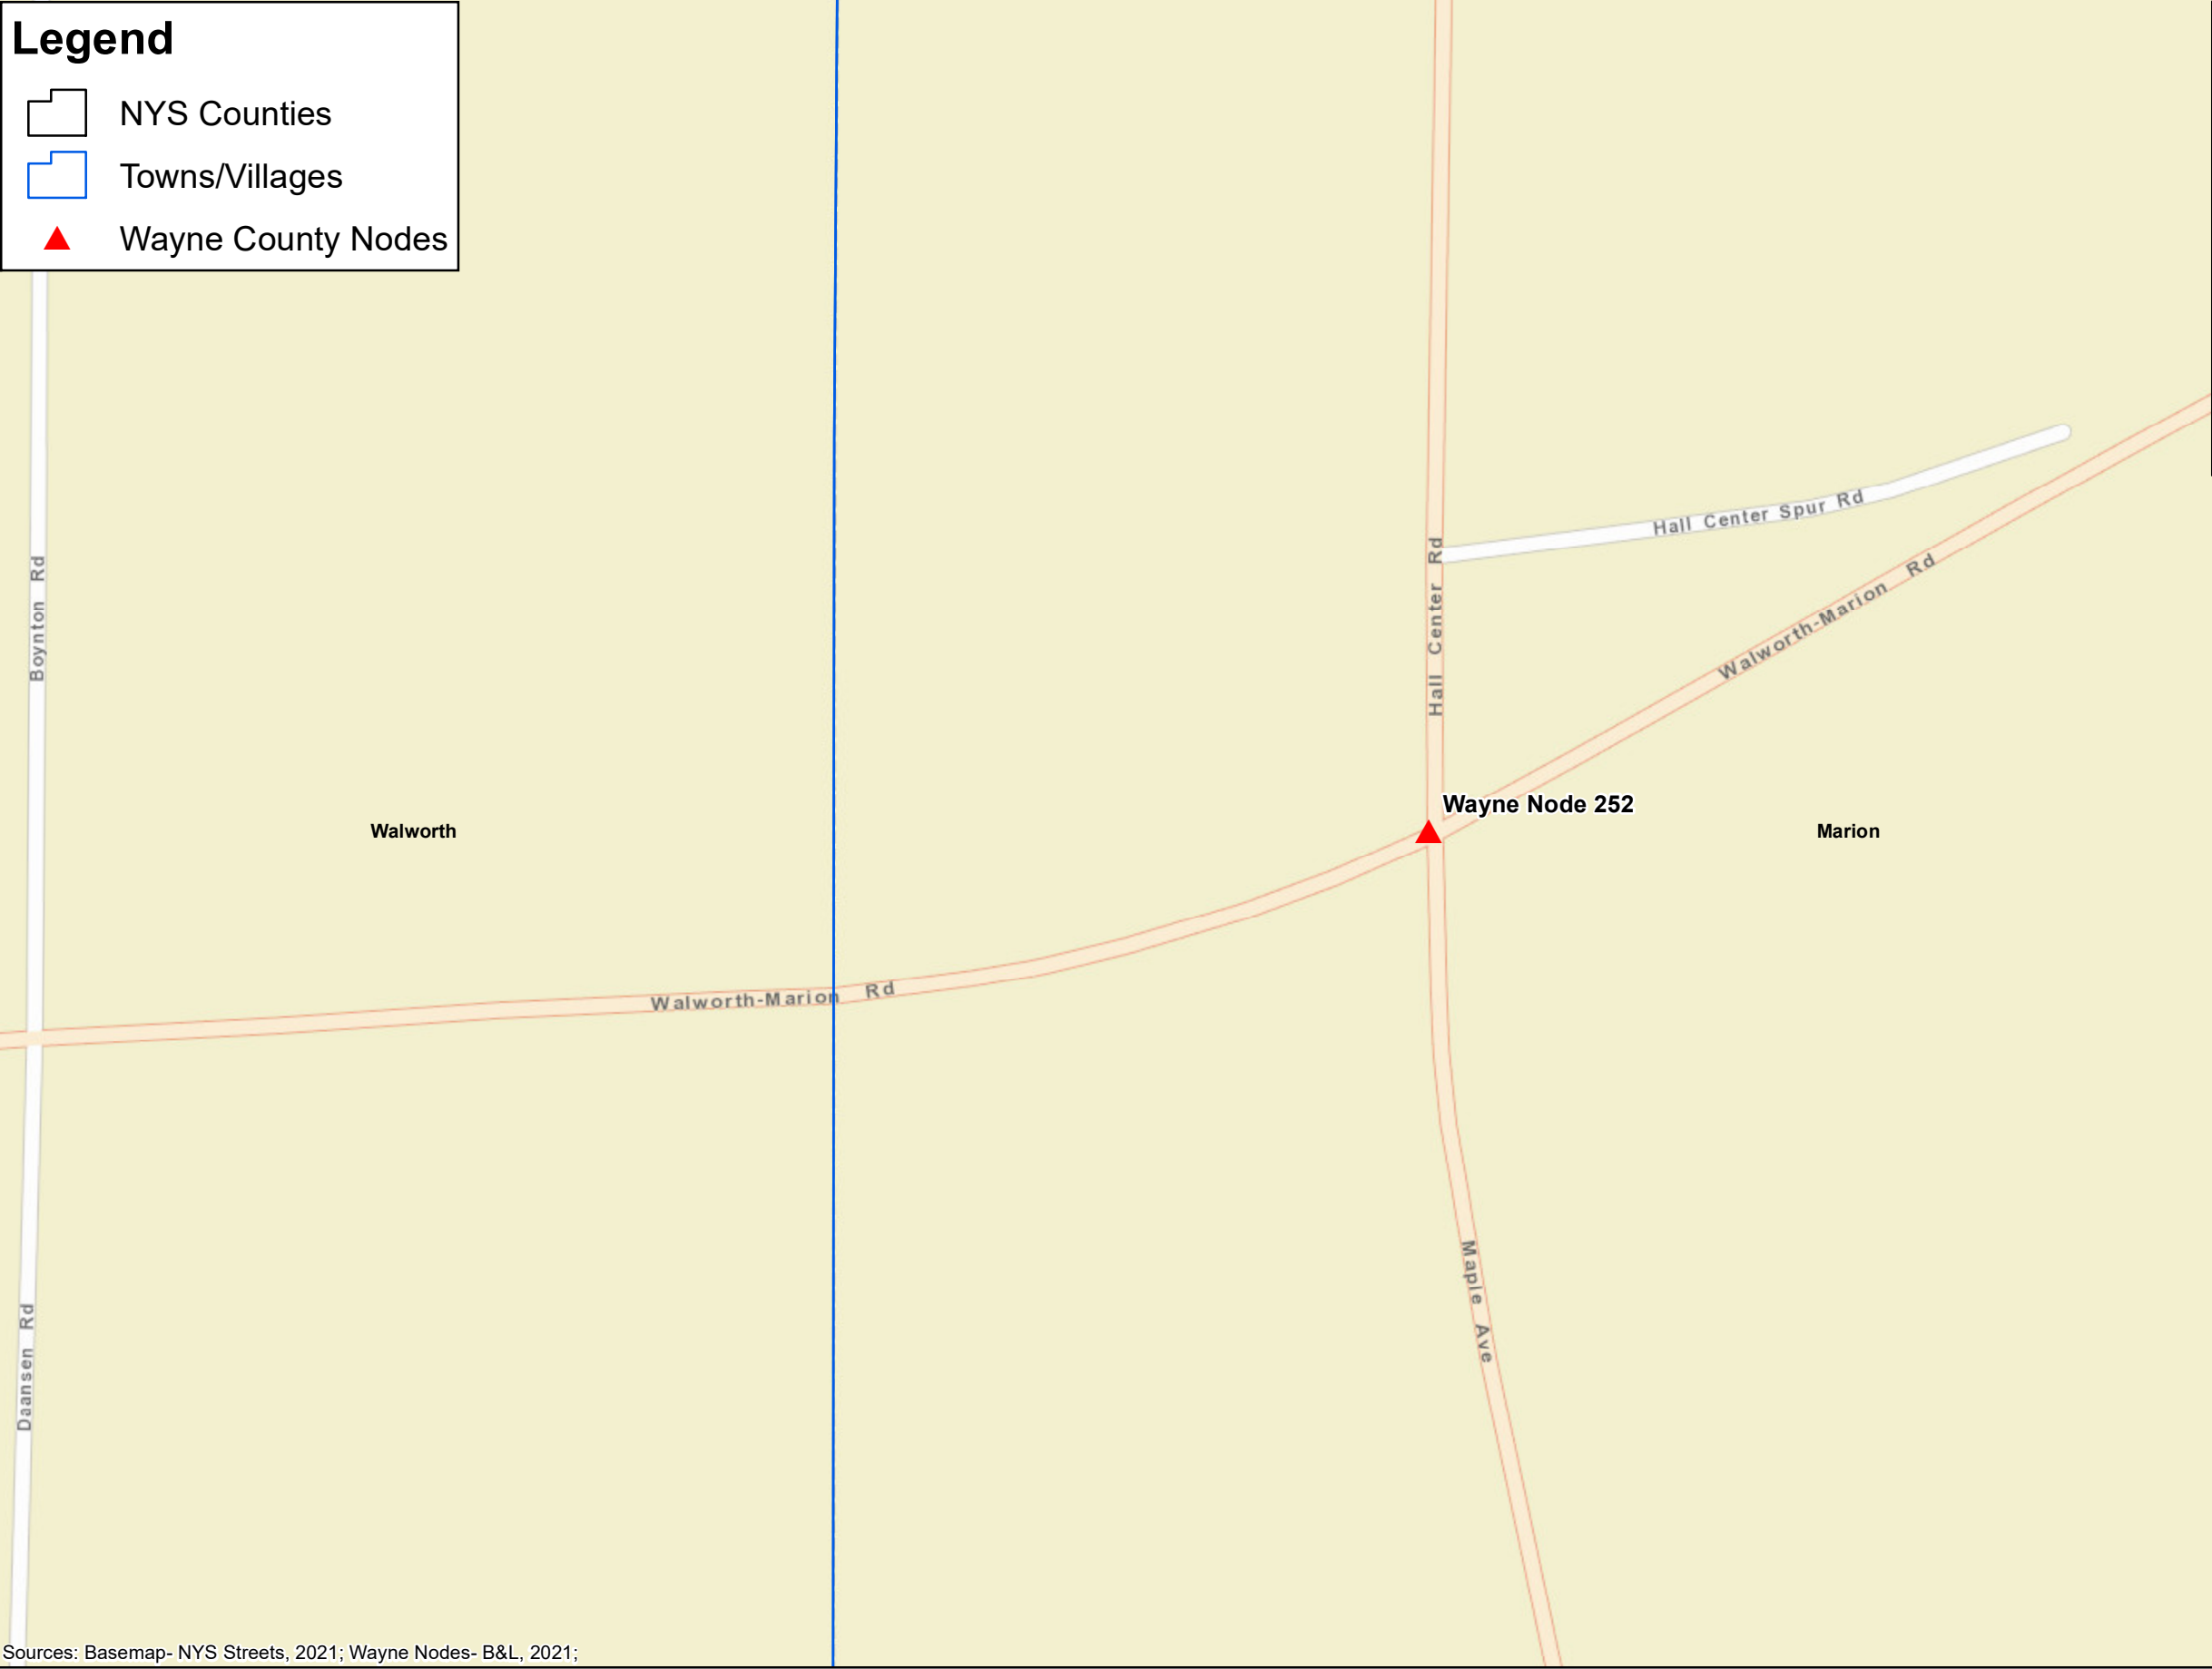 Legend
NYS Counties
Towns/Villages
Wayne County Nodes
Boynton Rd
Hall Center Rd
Hall Center Spur Rd
Walworth-Marion Rd
Wayne Node 252
Walworth
Marion
Walworth-Marion Rd
Maple Ave
Daansen Rd
Sources: Basemap- NYS Streets, 2021; Wayne Nodes- B&L, 2021;